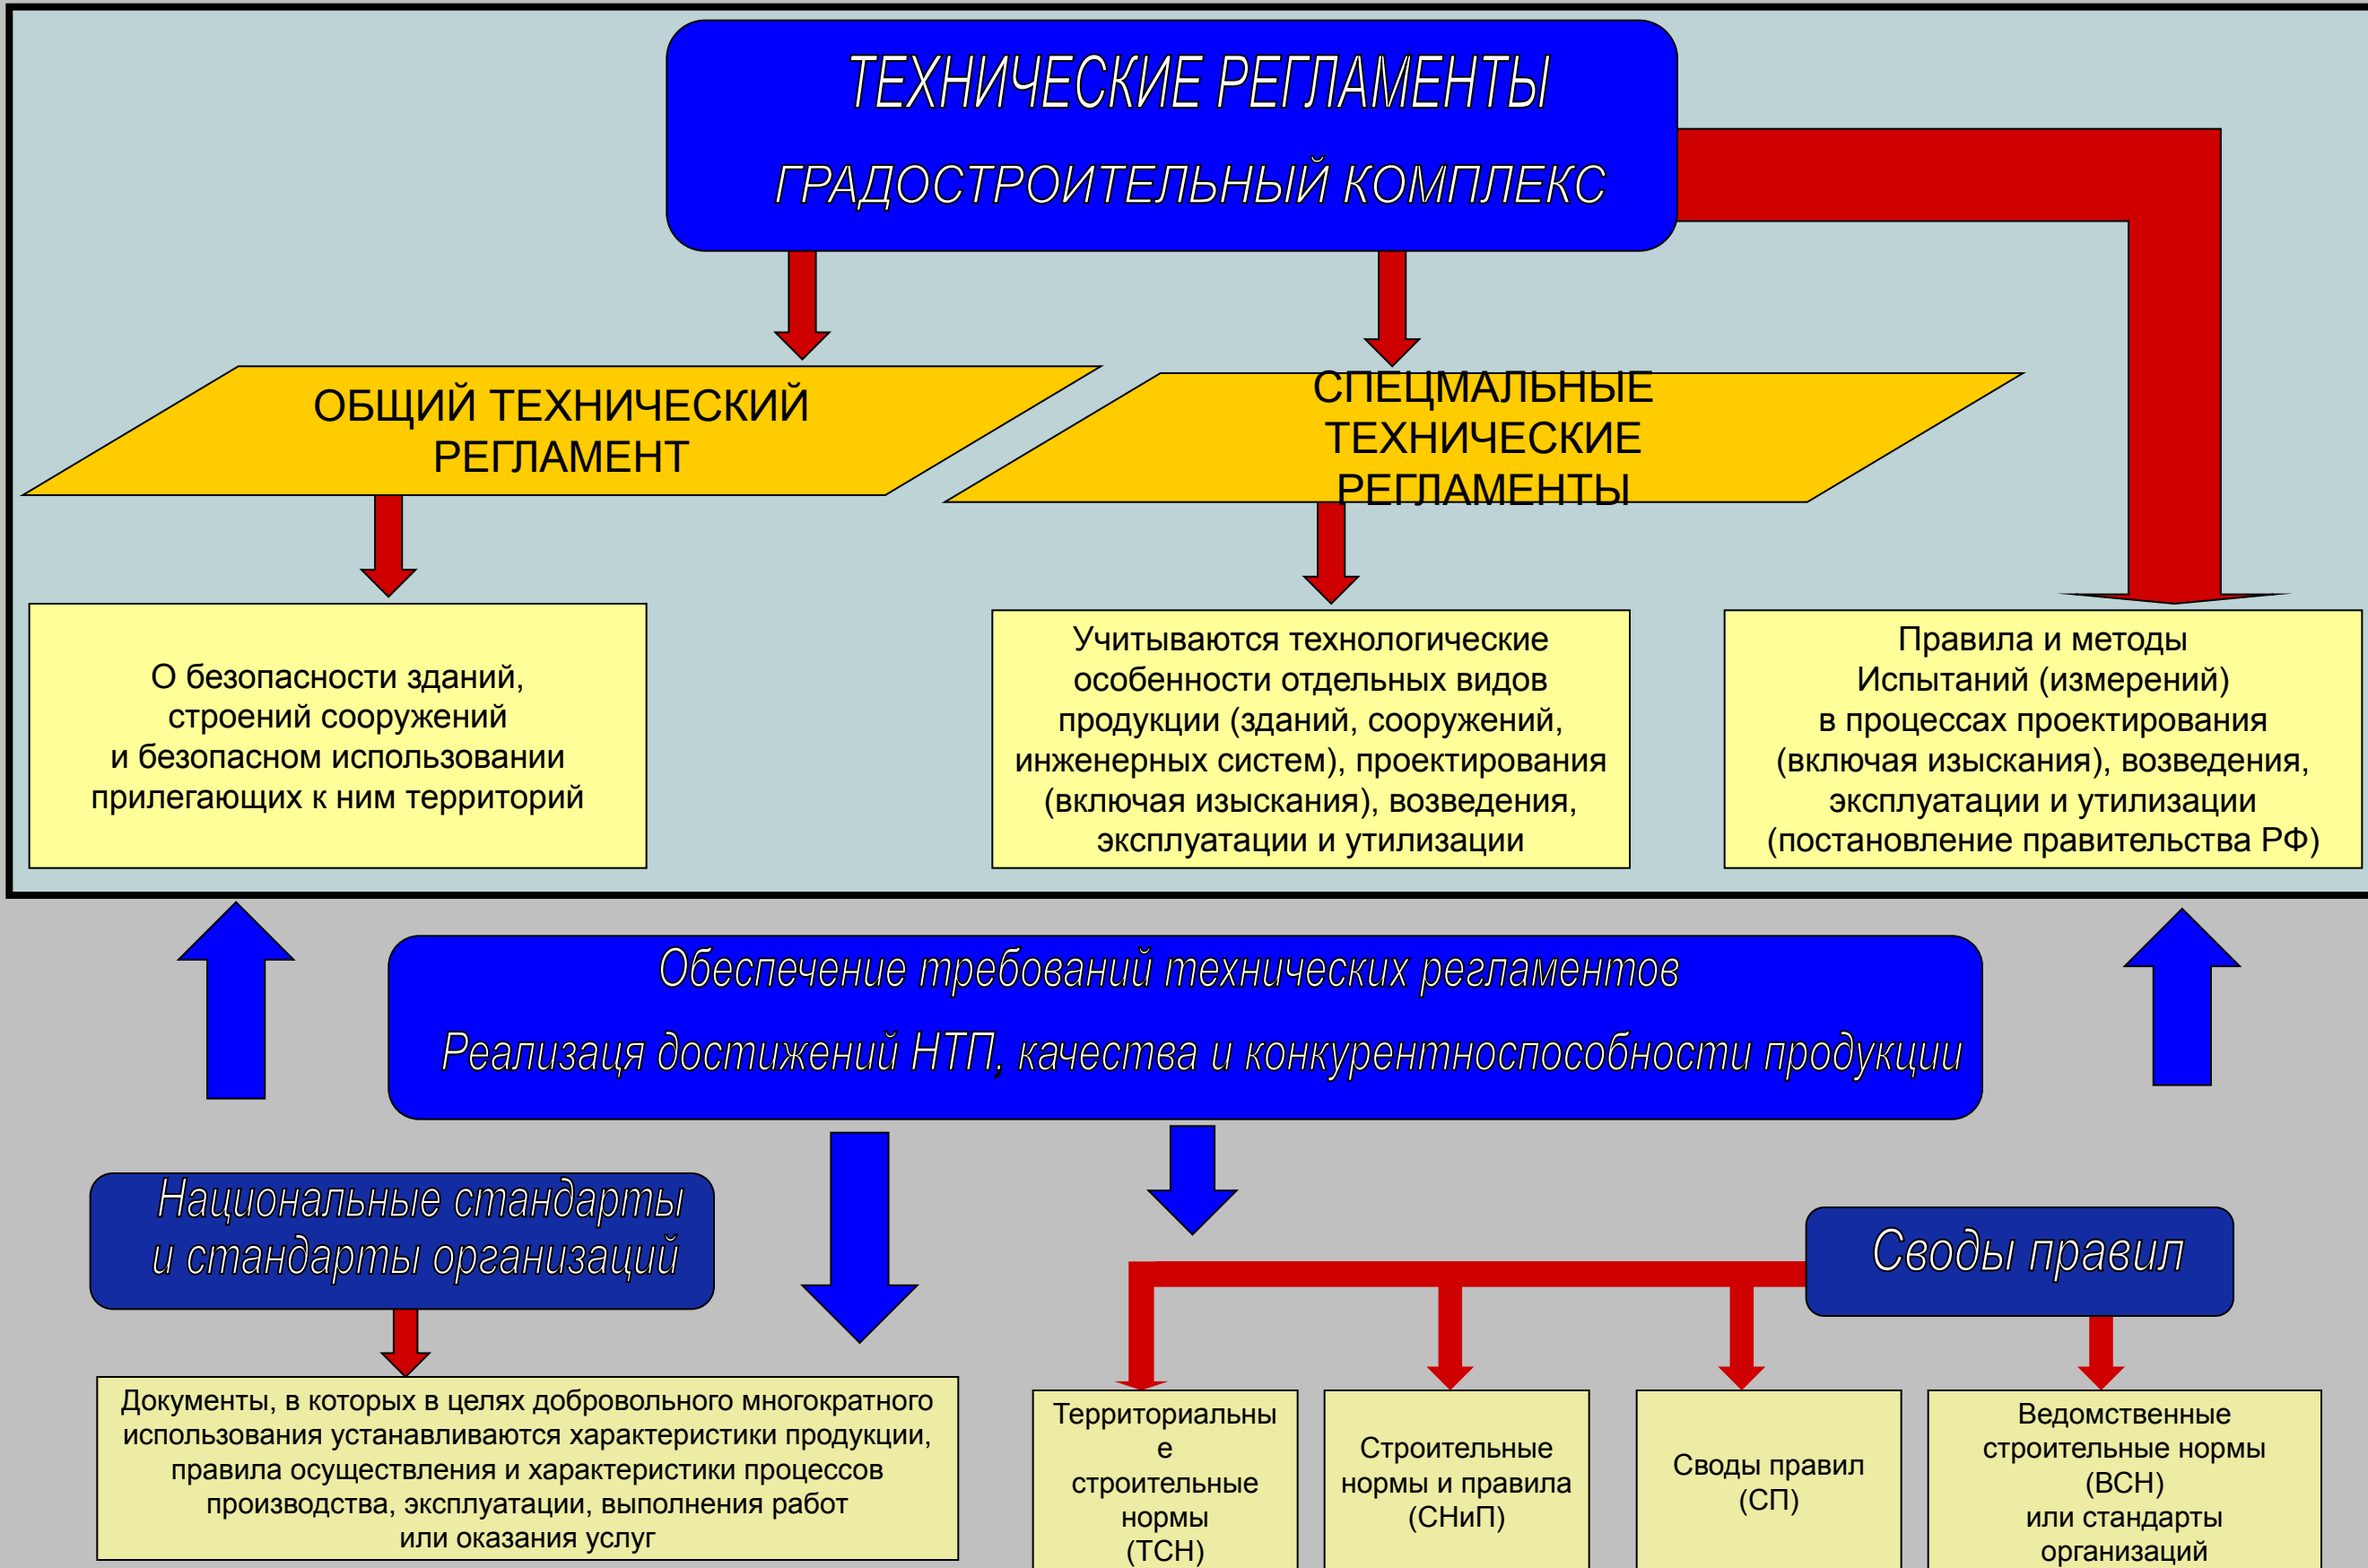 ТЕХНИЧЕСКИЕ РЕГЛАМЕНТЫ
ГРАДОСТРОИТЕЛЬНЫЙ КОМПЛЕКС
ОБЩИЙ ТЕХНИЧЕСКИЙ
РЕГЛАМЕНТ
СПЕЦМАЛЬНЫЕ
ТЕХНИЧЕСКИЕ
РЕГЛАМЕНТЫ
О безопасности зданий,
строений сооружений
и безопасном использовании
прилегающих к ним территорий
Учитываются технологические
особенности отдельных видов
продукции (зданий, сооружений,
инженерных систем), проектирования
(включая изыскания), возведения,
эксплуатации и утилизации
Правила и методы
Испытаний (измерений)
в процессах проектирования
(включая изыскания), возведения,
эксплуатации и утилизации
(постановление правительства РФ)
Обеспечение требований технических регламентов
Реализаця достижений НТП, качества и конкурентноспособности продукции
Национальные стандарты
и стандарты организаций
Своды правил
Документы, в которых в целях добровольного многократного
использования устанавливаются характеристики продукции,
правила осуществления и характеристики процессов
производства, эксплуатации, выполнения работ
или оказания услуг
Территориальны
е
строительные
нормы
(ТСН)
Строительные
нормы и правила
(СНиП)
Своды правил
(СП)
Ведомственные
строительные нормы
(ВСН)
или стандарты
организаций